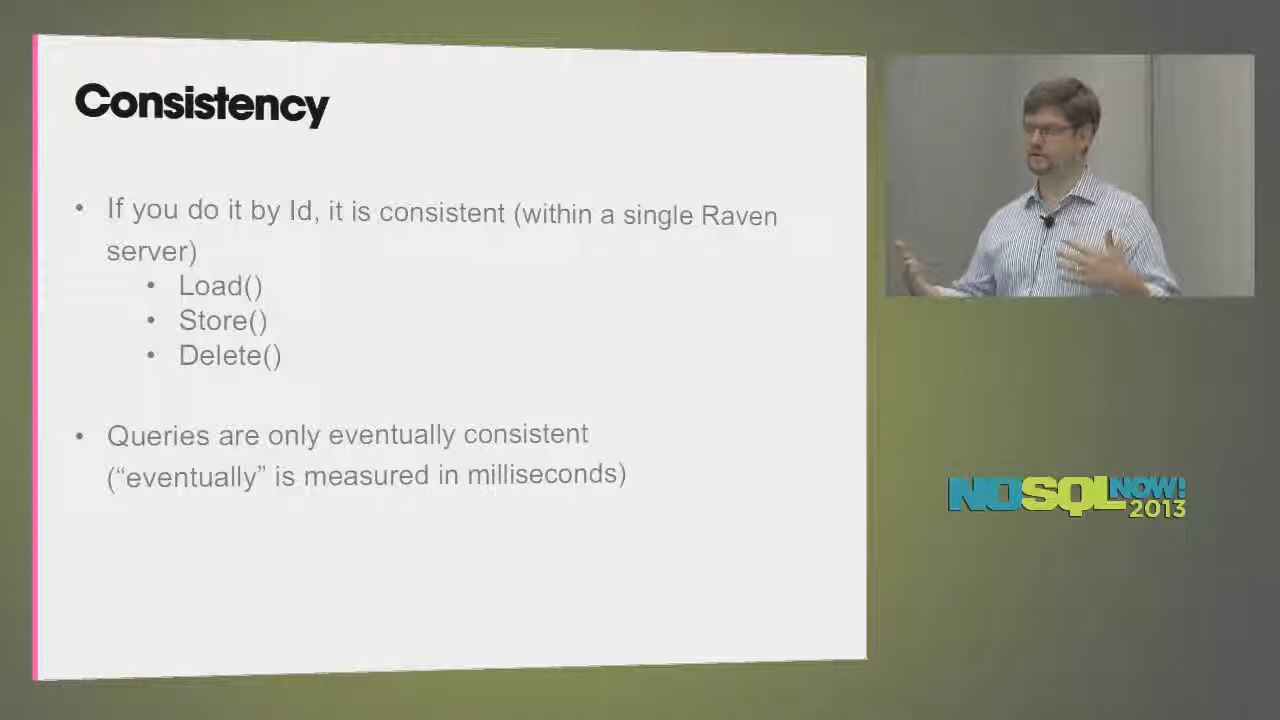 Consistency
• If you do it by Id, it is consistent (within a single Raven
server)
• Load()
• Store()
• Delete()
• Queries are only eventually consistent
(“eventually” is measured in milliseconds)
NOSQL NOW!
2013